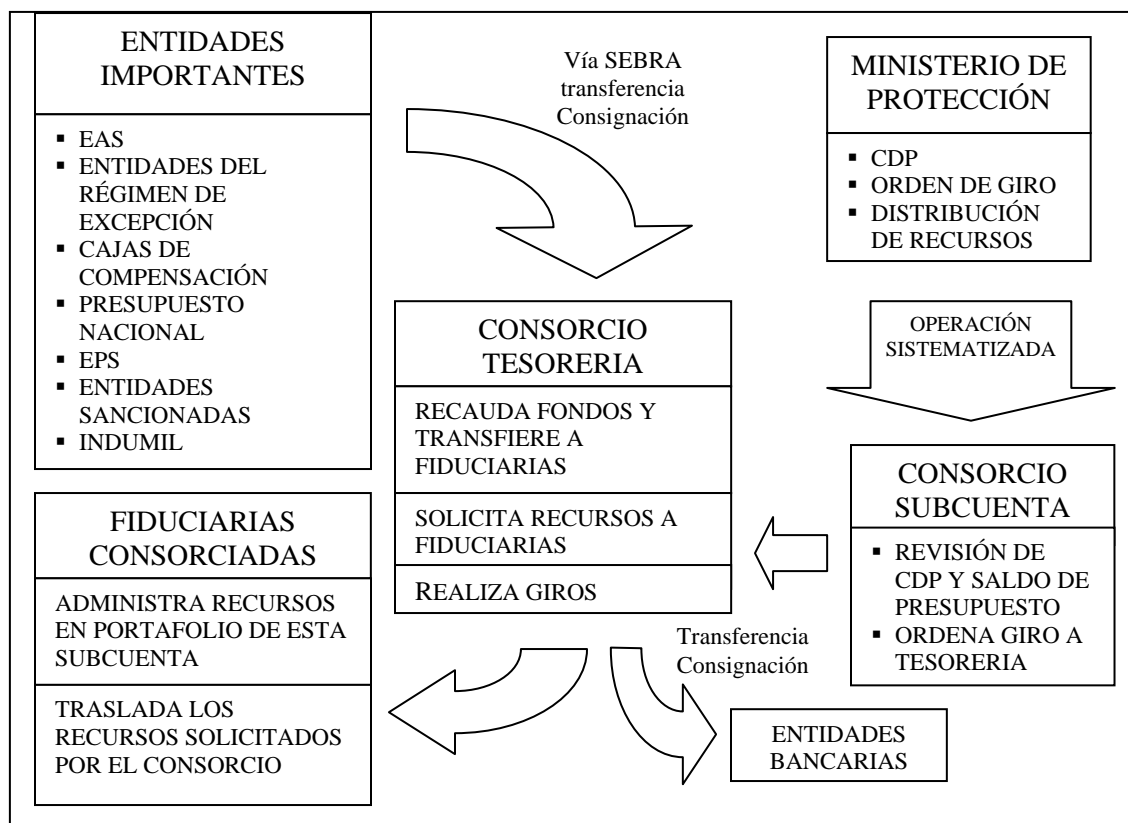 ENTIDADES
IMPORTANTES
▪ EAS
▪ ENTIDADES DEL
RÉGIMEN DE
EXCEPCIÓN
▪ CAJAS DE
COMPENSACIÓN
▪ PRESUPUESTO
NACIONAL
▪ EPS
▪ ENTIDADES
SANCIONADAS
▪ INDUMIL
Vía SEBRA
transferencia
Consignación
MINISTERIO DE
PROTECCIÓN
▪ CDP
▪ ORDEN DE GIRO
▪ DISTRIBUCIÓN
DE RECURSOS
OPERACIÓN
SISTEMATIZADA
CONSORCIO
TESORERIA
RECAUDA FONDOS Y
TRANSFIERE A
FIDUCIARIAS
SOLICITA RECURSOS A
FIDUCIARIAS
REALIZA GIROS
CONSORCIO
SUBCUENTA
▪ REVISIÓN DE
CDP Y SALDO DE
PRESUPUESTO
▪ ORDENA GIRO A
TESORERIA
FIDUCIARIAS
CONSORCIADAS
ADMINISTRA RECURSOS
EN PORTAFOLIO DE ESTA
SUBCUENTA
TRASLADA LOS
RECURSOS SOLICITADOS
POR EL CONSORCIO
Transferencia
Consignación
ENTIDADES
BANCARIAS